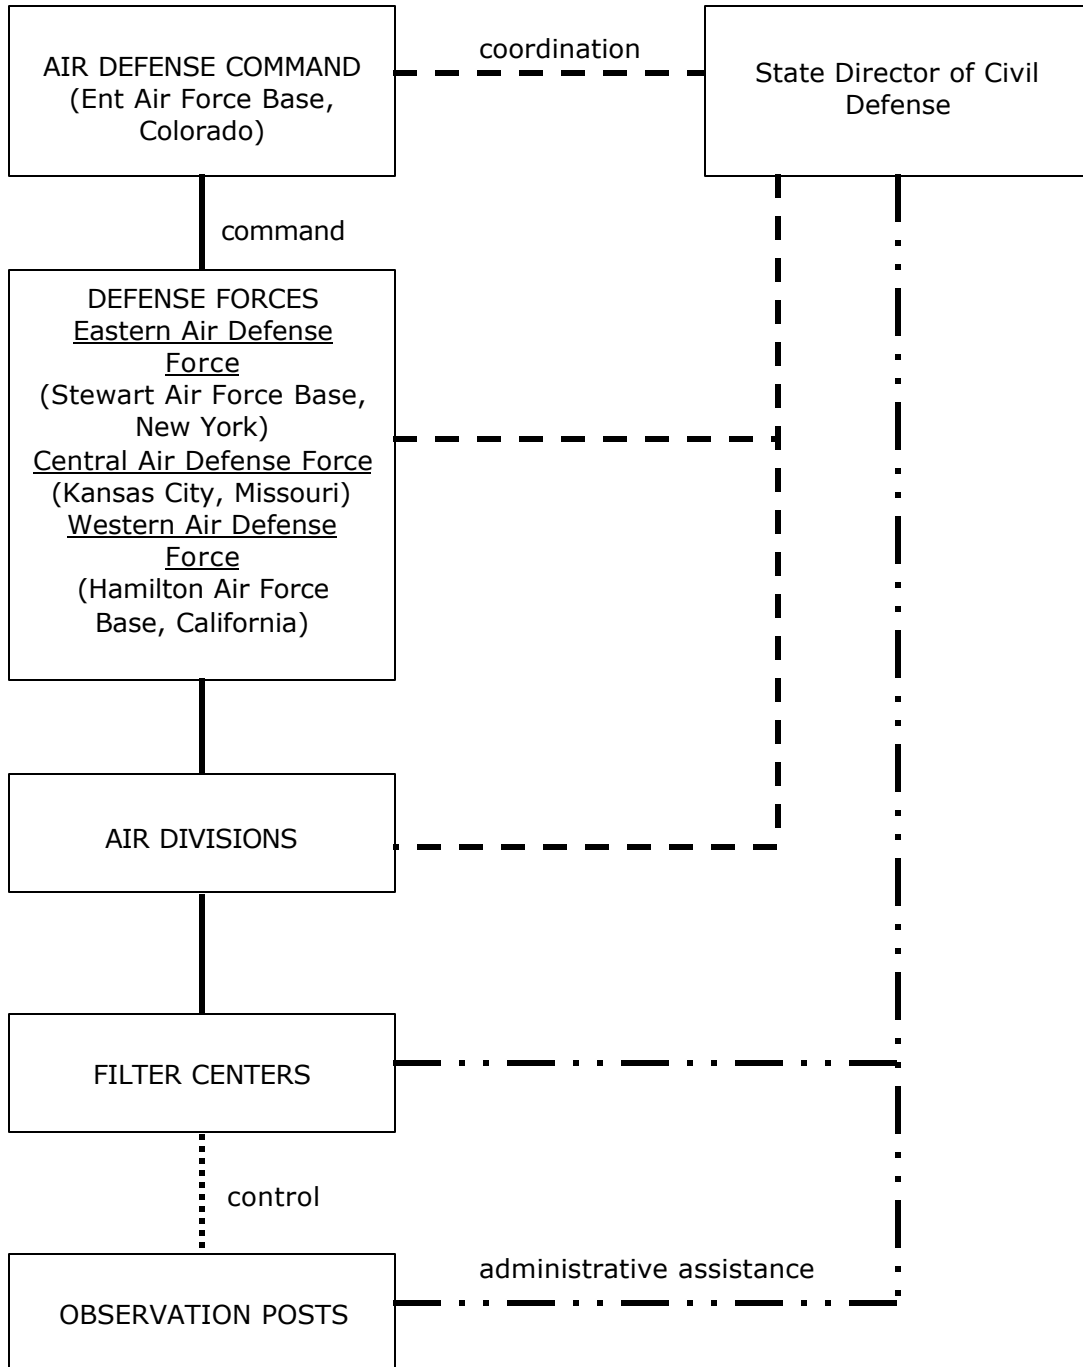 coordination
AIR DEFENSE COMMAND
(Ent Air Force Base,
Colorado)
State Director of Civil
Defense
command
DEFENSE FORCES
Eastern Air Defense
Force
(Stewart Air Force Base,
New York)
Central Air Defense Force
(Kansas City, Missouri)
Western Air Defense
Force
(Hamilton Air Force
Base, California)
AIR DIVISIONS
FILTER CENTERS
control
administrative assistance
OBSERVATION POSTS